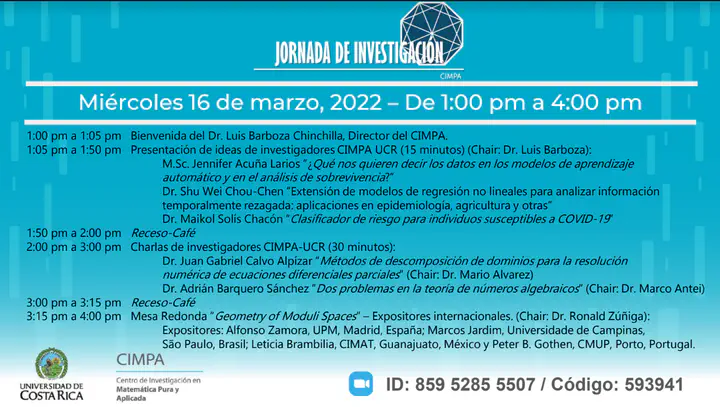 JORNADA DE INVESTIGACIÓN
CIMPA
Miércoles 16 de marzo, 2022 – De 1:00 pm a 4:00 pm
1:00 pm a 1:05 pm Bienvenida del Dr. Luis Barboza Chinchilla, Director del CIMPA.
1:05 pm a 1:50 pm Presentación de ideas de investigadores CIMPA UCR (15 minutos) (Chair: Dr. Luis Barboza):
M.Sc. Jennifer Acuña Larios "¿Qué nos quieren decir los datos en los modelos de aprendizaje
automático y en el análisis de sobrevivencia?"
Dr. Shu Wei Chou-Chen "Extensión de modelos de regresión no lineales para analizar información
temporalmente rezagada; aplicaciones en epidemiología, agricultura y otras"
Dr. Maikol Solís Chacón "Clasificador de riesgo para individuos susceptibles a COVID-19"
1:50 pm a 2:00 pm Receso-Café
2:00 pm a 3:00 pm Charlas de investigadores CIMPA-UCR (30 minutos):
Dr. Juan Gabriel Calvo Alpízar "Métodos de descomposición de dominios para la resolución
numérica de ecuaciones diferenciales parciales" (Chair: Dr. Mario Alvarez)
Dr. Adrián Barquero Sánchez "Dos problemas en la teoría de números algebraicos" (Chair: Dr. Marco Antei)
3:00 pm a 3:15 pm Receso-Café
3:15 pm a 4:00 pm Mesa Redonda "Geometry of Moduli Spaces" – Expositores internacionales. (Chair: Dr. Ronald Zúñiga):
Expositores: Alfonso Zamora, UPM, Madrid, España; Marcos Jardim, Universidade de Campinas,
São Paulo, Brasil; Leticia Brambilia, CIMAT, Guanajuato, México y Peter B. Gothen, CMUP, Porto, Portugal.
UNIVERSIDAD DE
COSTA RICA
CIMPA
Centro de Investigación en
Matemática Pura y
Aplicada
ID: 859 5285 5507 / Código: 593941